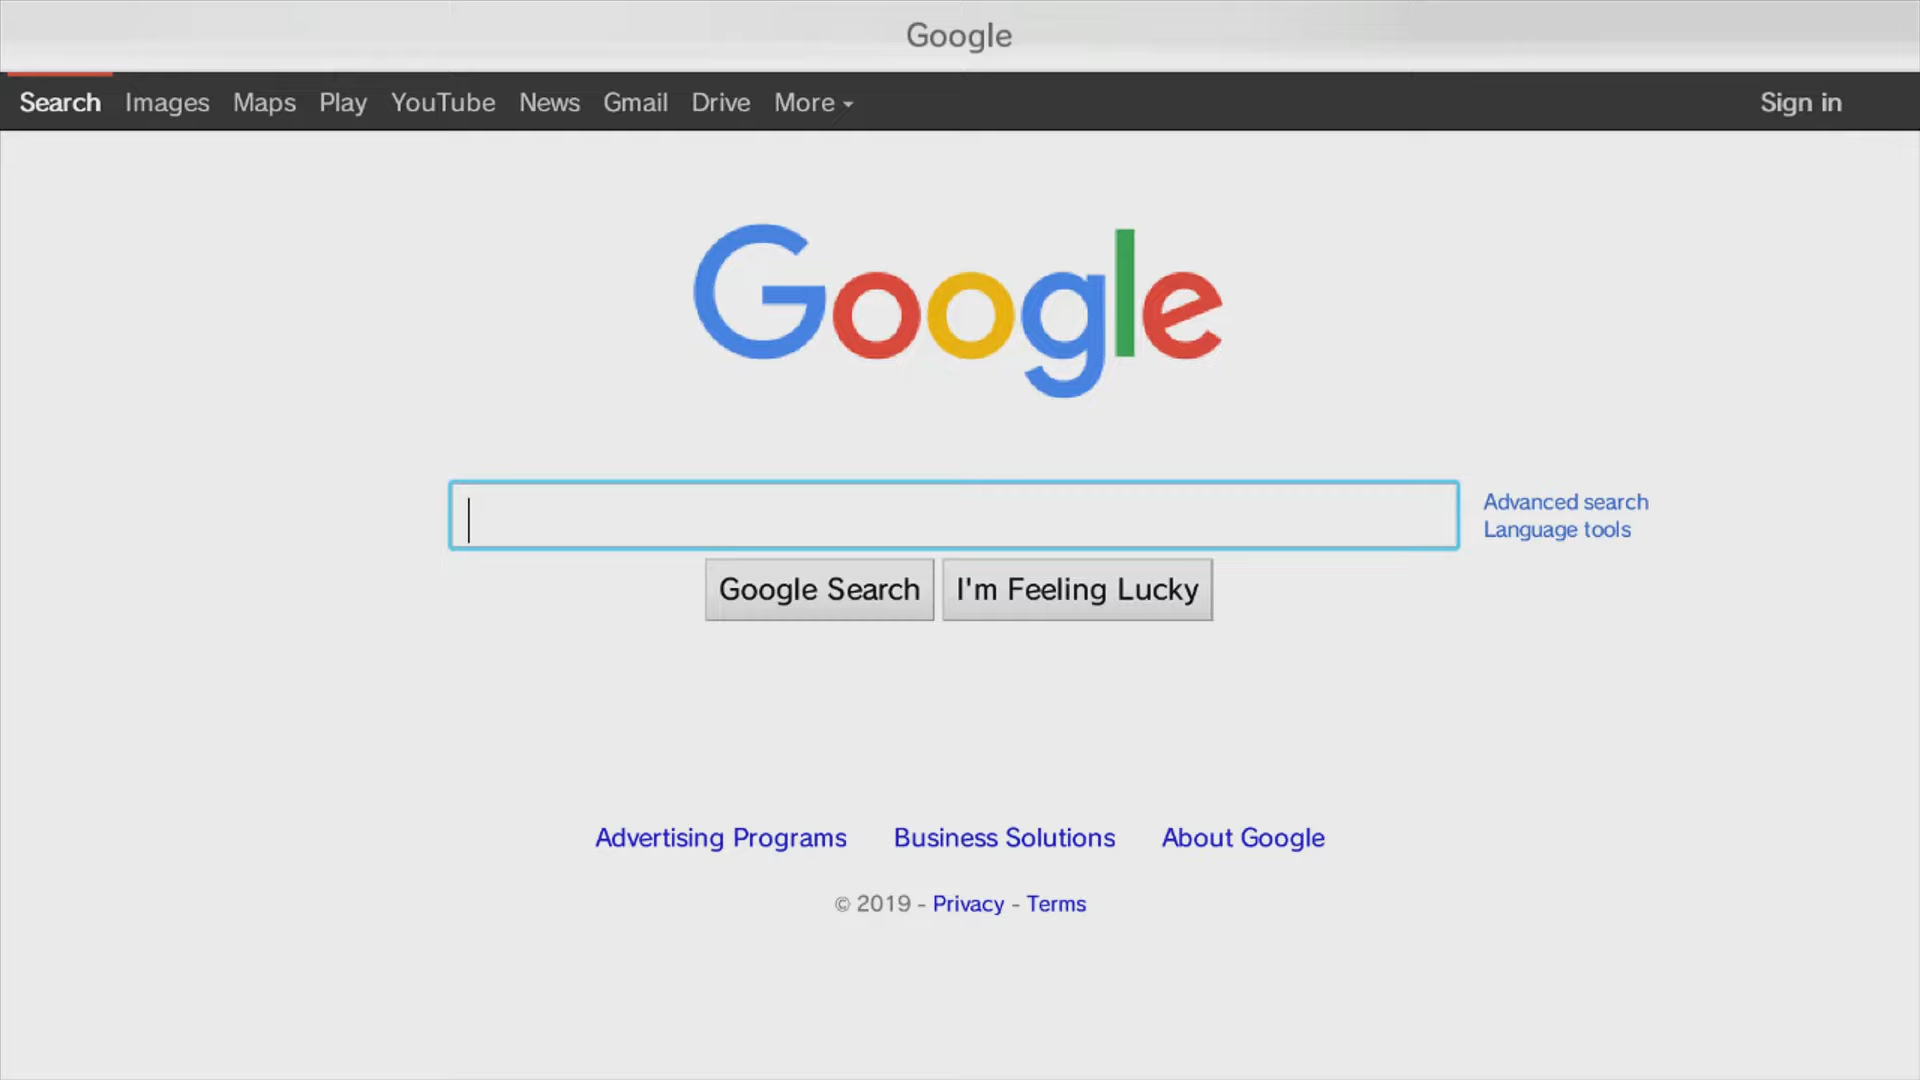 Google
Search Images Maps Play YouTube News Gmail Drive More Sign in
Google
Advanced search
Language tools
Google Search I'm Feeling Lucky
Advertising Programs Business Solutions About Google
© 2019 - Privacy - Terms